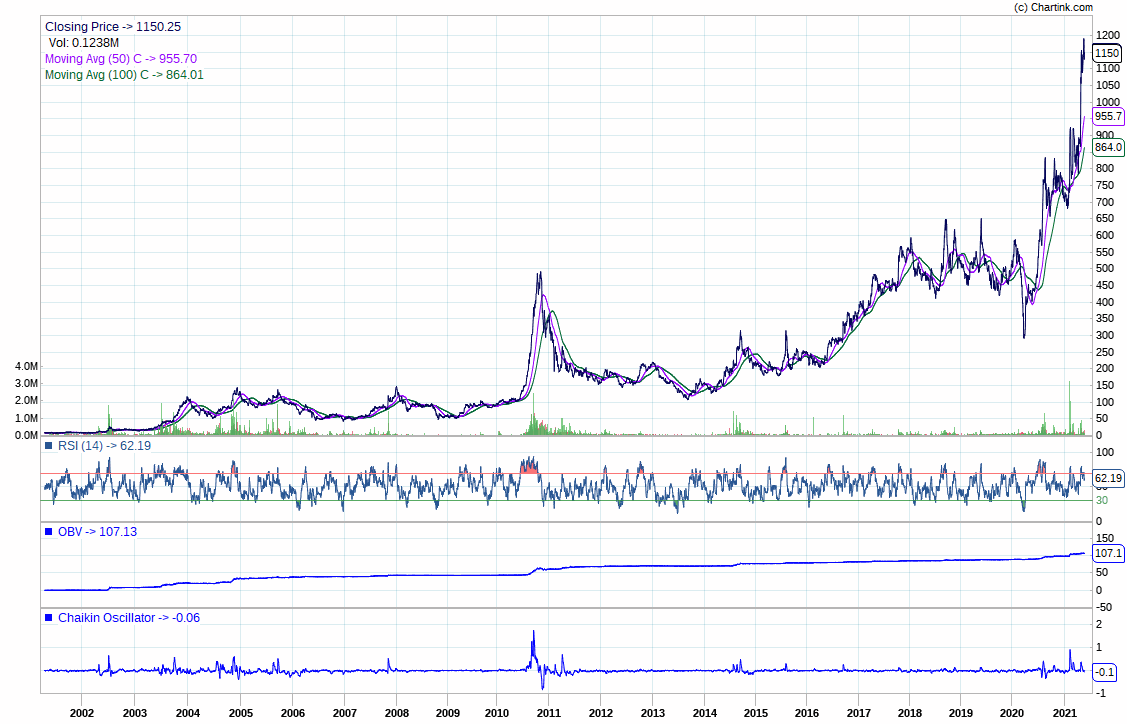 (c) Chartink.com
Closing Price -> 1150.25
Vol: 0.1238M
Moving Avg (50) C -> 955.70
Moving Avg (100) C -> 864.01
1200
1150
1100
1050
1000
955.7
900
864.0
800
750
700
650
600
550
500
450
400
350
300
250
200
150
100
50
0
4.0M
3.0M
2.0M
1.0M
0.0M
RSI (14) -> 62.19
100
62.19
30
0
OBV -> 107.13
150
107.1
50
0
-50
Chaikin Oscillator -> -0.06
2
1
-0.1
-1
2002 2003 2004 2005 2006 2007 2008 2009 2010 2011 2012 2013 2014 2015 2016 2017 2018 2019 2020 2021